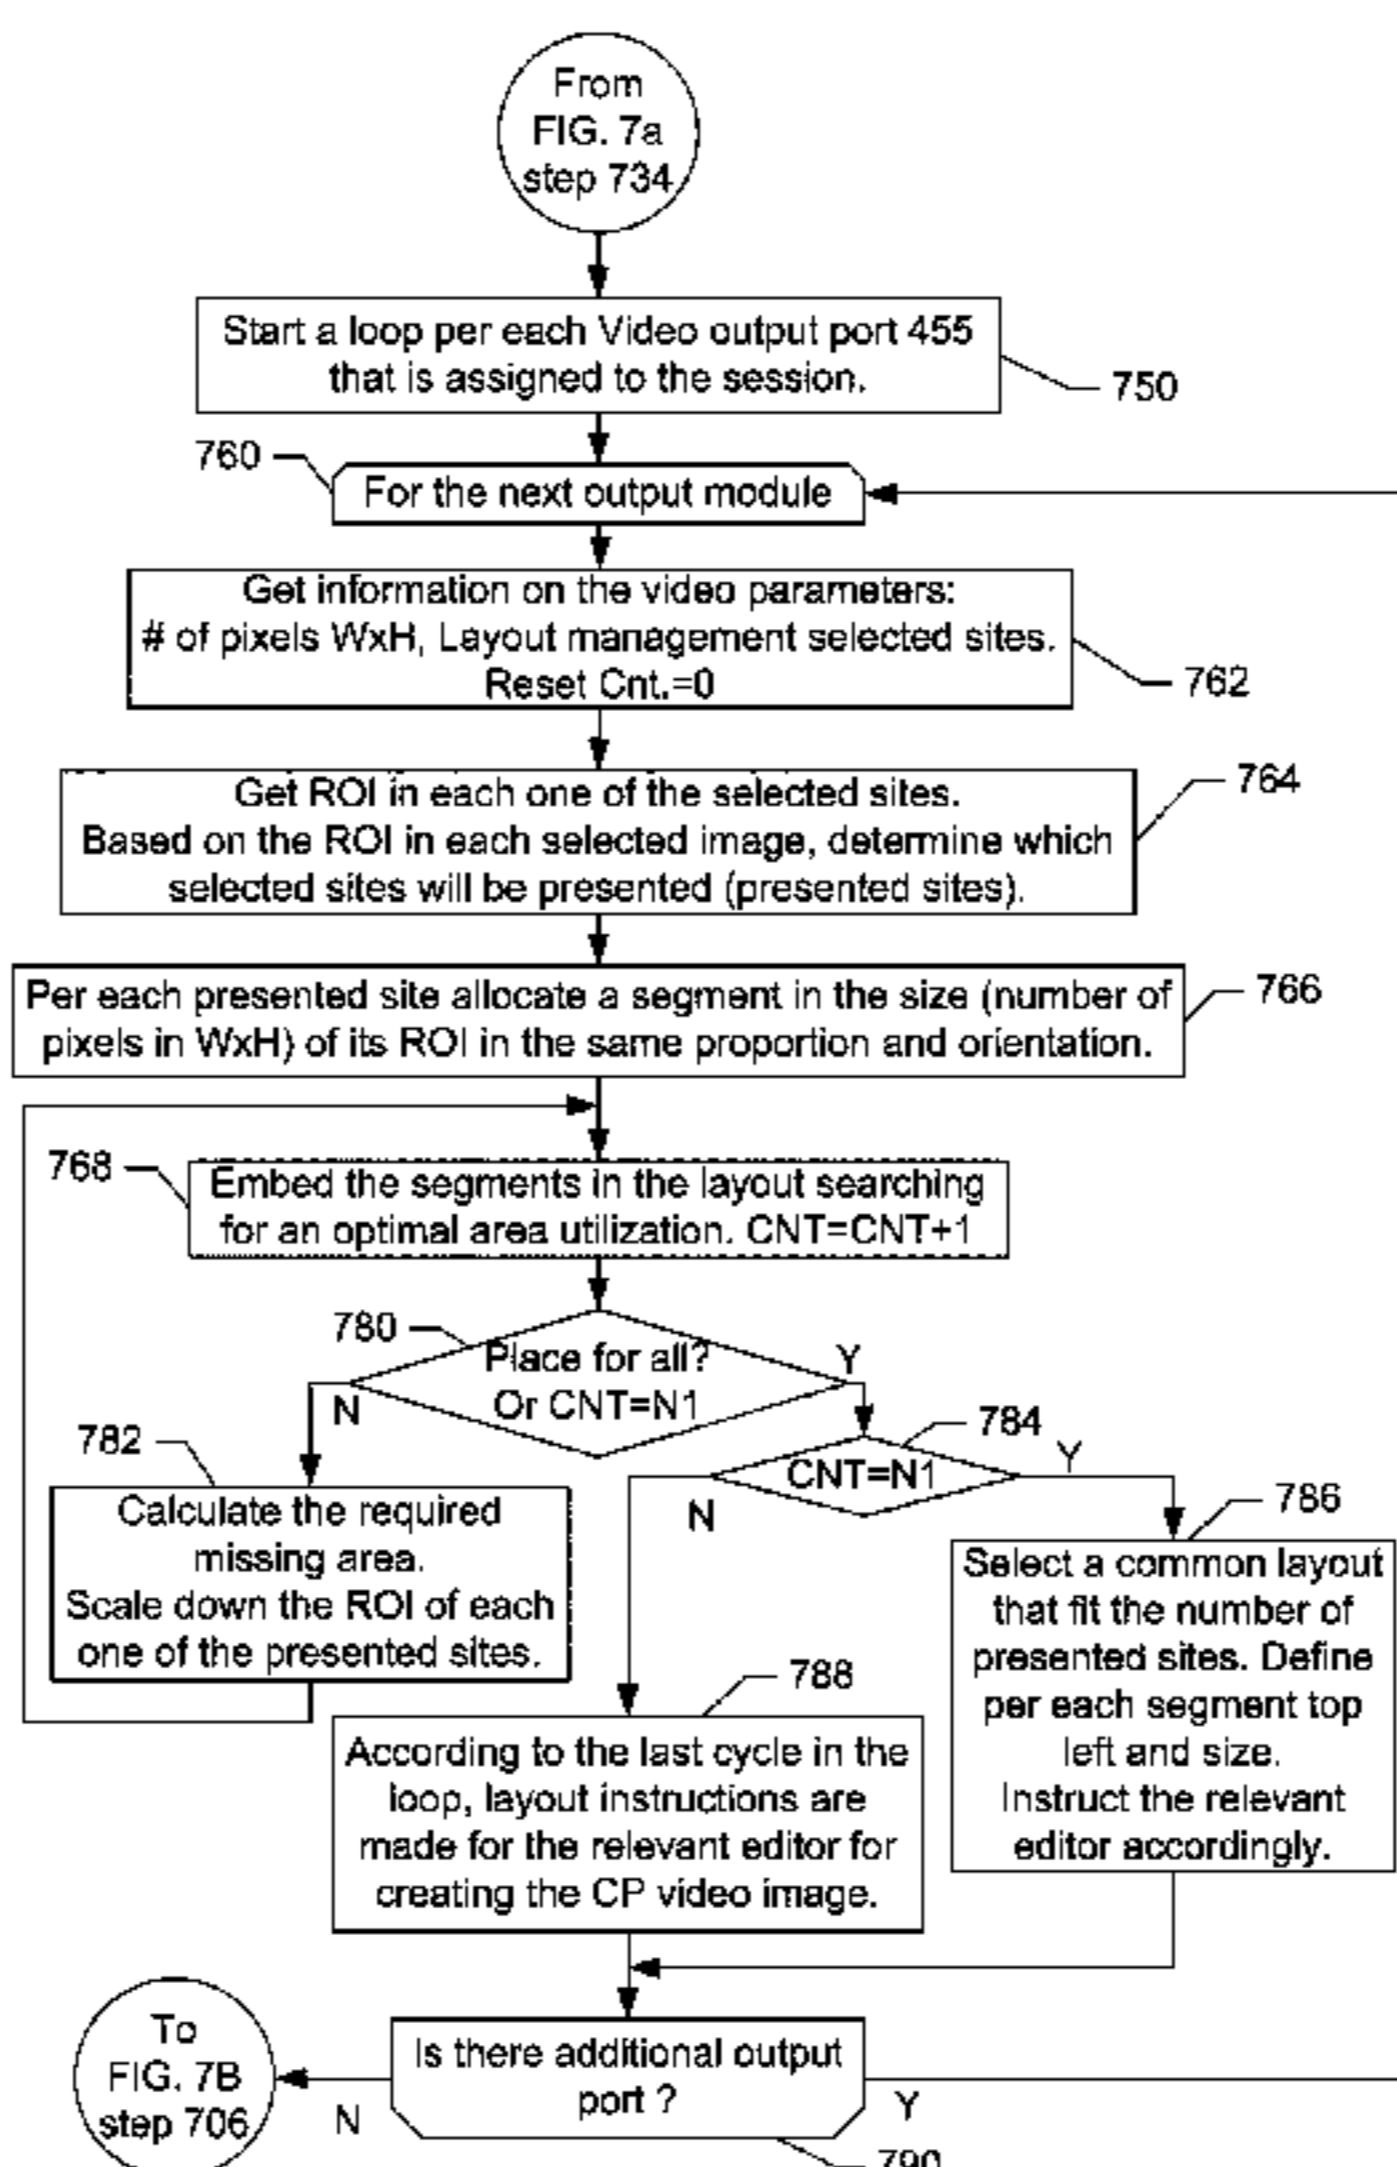 From
FIG. 7a
step 734
Start a loop per each Video output port 455
that is assigned to the session.
750
760
For the next output module
Get information on the video parameters:
# of pixels WxH, Layout management selected sites.
Reset Cnt.=0
762
Get ROI in each one of the selected sites.
Based on the ROI in each selected image, determine which
selected sites will be presented (presented sites).
764
Per each presented site allocate a segment in the size (number of
pixels in WxH) of its ROI in the same proportion and orientation.
766
768
Embed the segments in the layout searching
for an optimal area utilization. CNT=CNT+1
780
Place for all?
Or CNT=N1
Y
N
782
Calculate the required
missing area.
Scale down the ROI of each
one of the presented sites.
784
CNT=N1
Y
N
786
Select a common layout
that fit the number of
presented sites. Define
per each segment top
left and size.
Instruct the relevant
editor accordingly.
788
According to the last cycle in the
loop, layout instructions are
made for the relevant editor for
creating the CP video image.
To
FIG. 7B
step 706
Is there additional output
port ?
N
Y
790